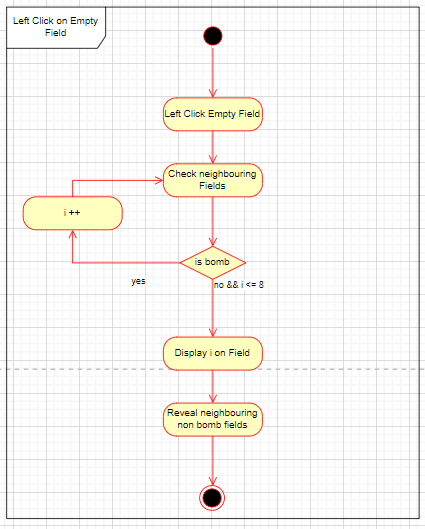 Left Click on Empty
Field
Left Click Empty Field
Check neighbouring
Fields
i ++
is bomb
yes
no && i <= 8
Display i on Field
Reveal neighbouring
non bomb fields